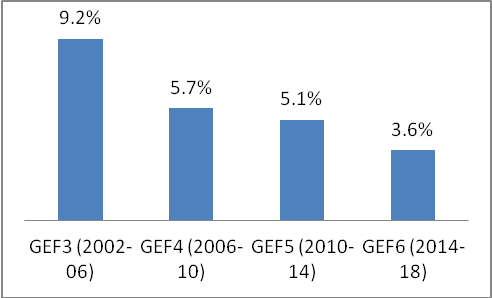 9.2%
5.7%
5.1%
3.6%
GEF3 (2002-
06)
GEF4 (2006-
10)
GEF5 (2010-
14)
GEF6 (2014-
18)